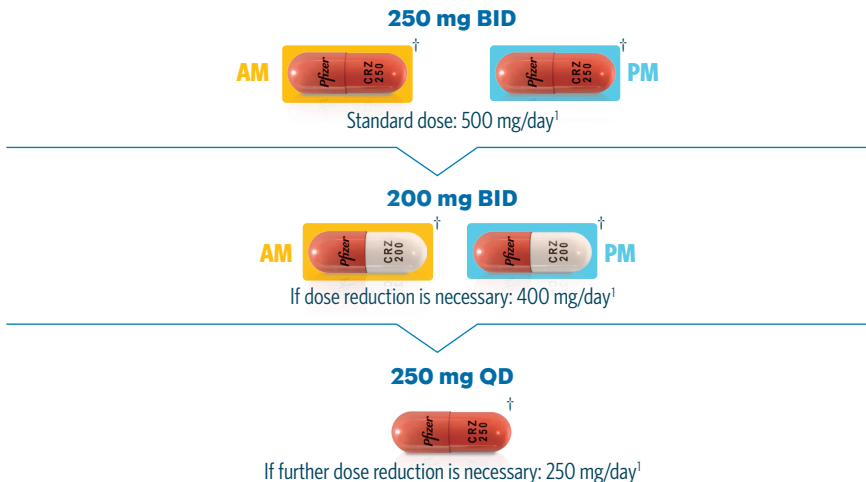 250 mg BID
AM Pfizer CRZ 250 † Pfizer CRZ 250 † PM
Standard dose: 500 mg/day¹
200 mg BID
AM Pfizer CRZ 200 † Pfizer CRZ 200 † PM
If dose reduction is necessary: 400 mg/day¹
250 mg QD
Pfizer CRZ 250 †
If further dose reduction is necessary: 250 mg/day¹